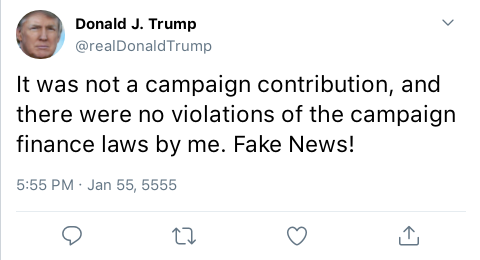 Donald J. Trump
@realDonaldTrump
It was not a campaign contribution, and
there were no violations of the campaign
finance laws by me. Fake News!
5:55 PM · Jan 55, 5555